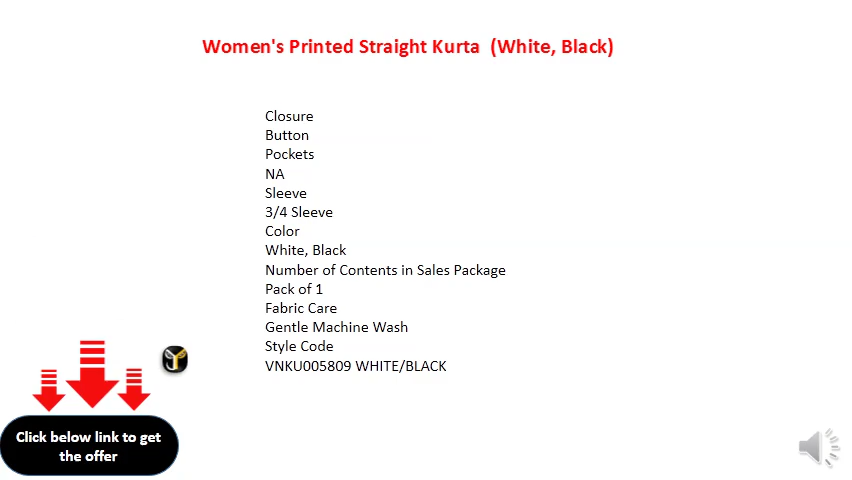 Women's Printed Straight Kurta  (White, Black)
Closure
Button
Pockets
NA
Sleeve
3/4 Sleeve
Color
White, Black
Number of Contents in Sales Package
Pack of 1
Fabric Care
Gentle Machine Wash
Style Code
VNKU005809 WHITE/BLACK
Click below link to get
the offer